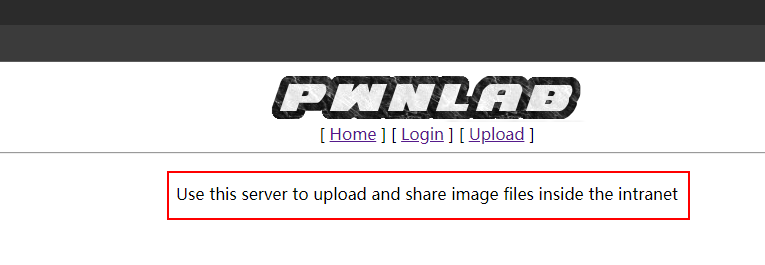 PWNLAB
[ Home ] [ Login ] [ Upload ]
Use this server to upload and share image files inside the intranet